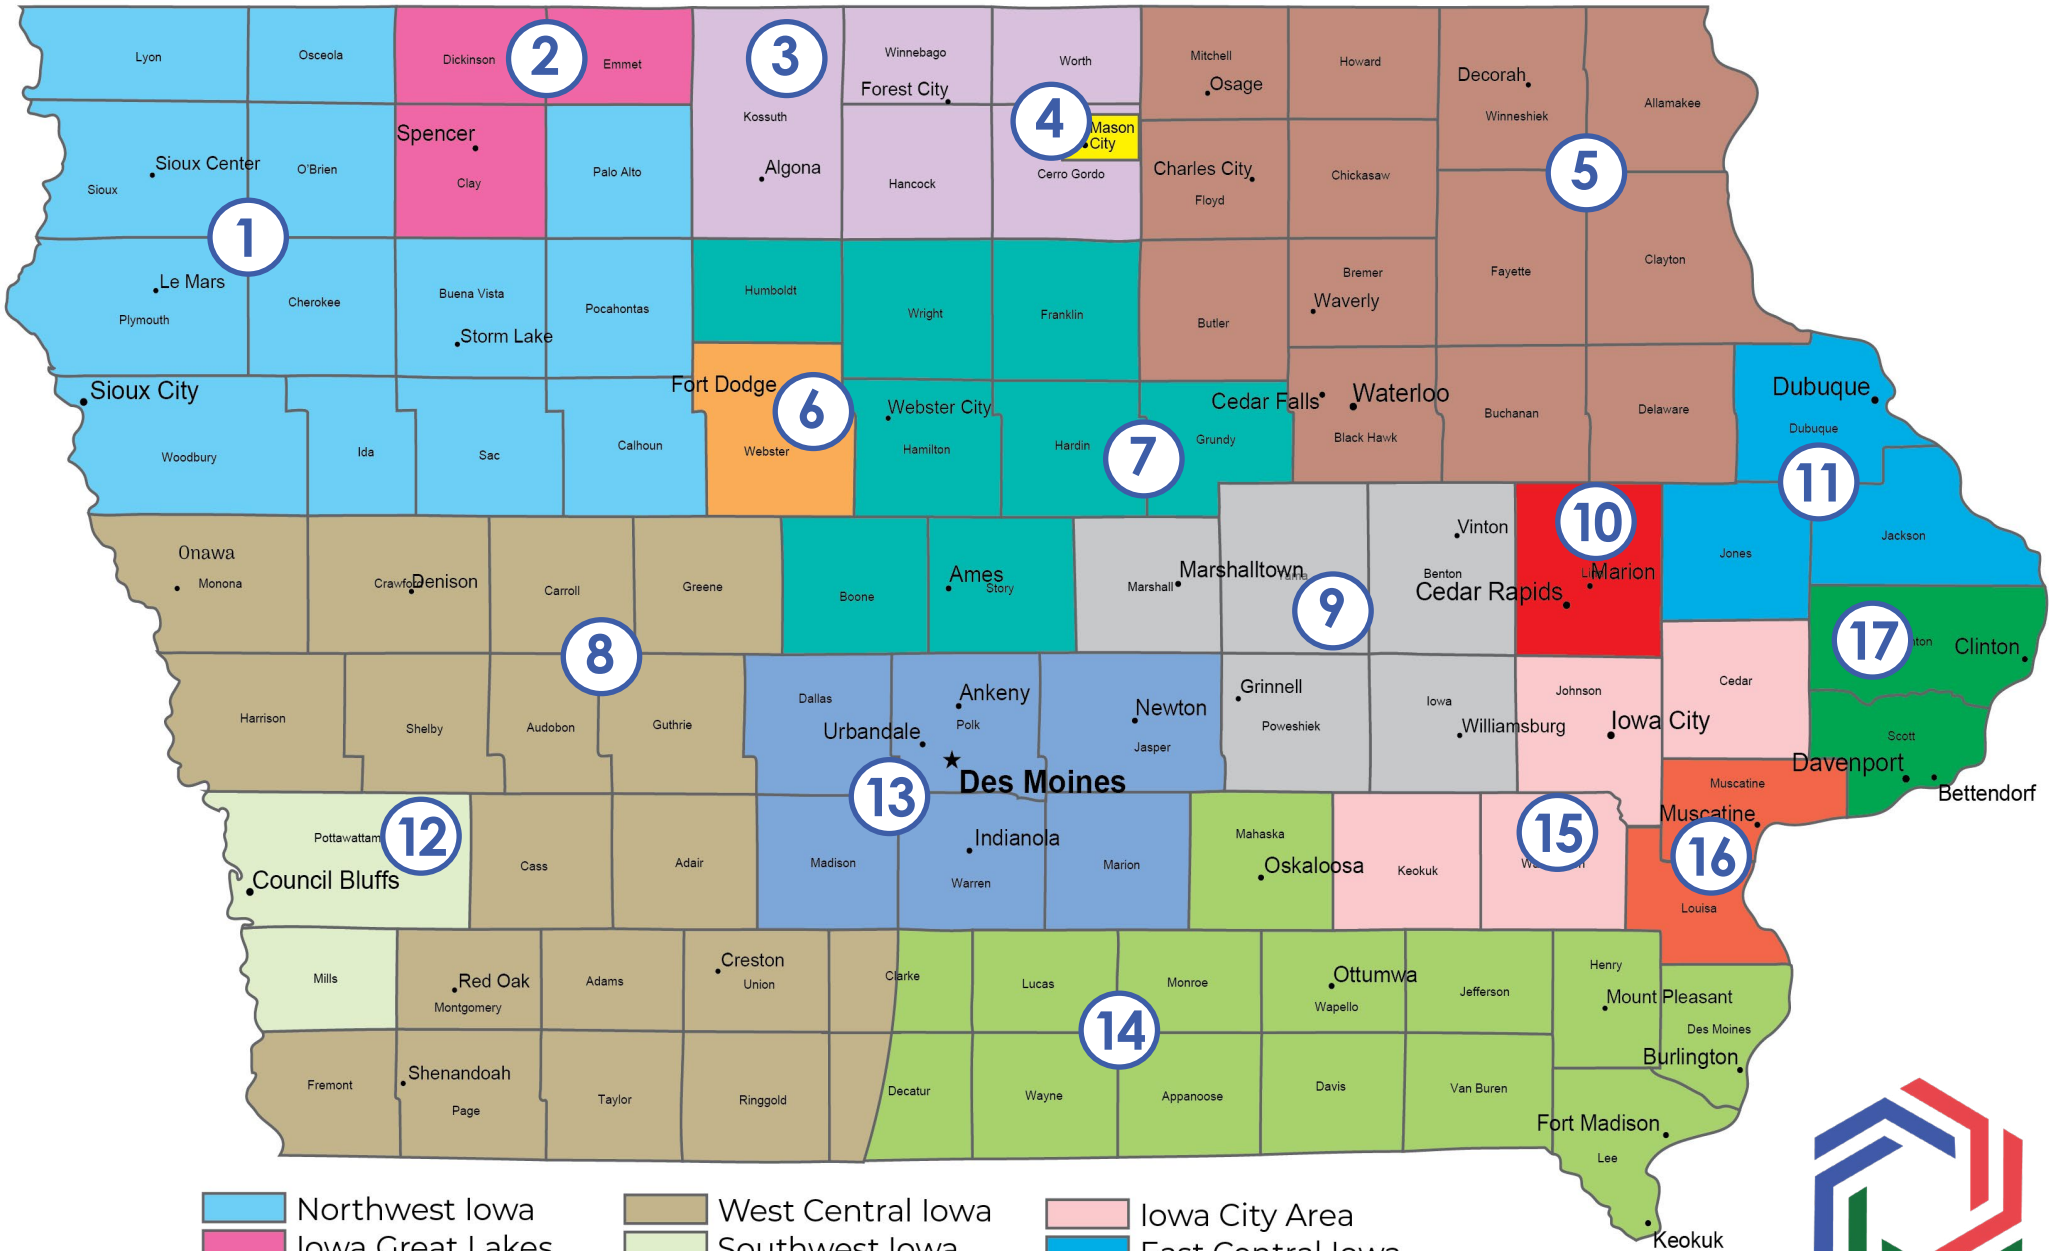 Lyon
Osceola
Dickinson
2
Emmet
3
Winnebago
Worth
Mitchell
Howard
Decorah
Allamakee
Forest City
Osage
Kossuth
4
Mason
City
Winneshiek
Spencer
Sioux Center
O'Brien
Sioux
Clay
Palo Alto
Algona
Hancock
Cerro Gordo
Charles City
Floyd
Chickasaw
5
1
Le Mars
Plymouth
Cherokee
Buena Vista
Storm Lake
Pocahontas
Humboldt
Wright
Franklin
Butler
Bremer
Waverly
Fayette
Clayton
Sioux City
Woodbury
Ida
Sac
Calhoun
Fort Dodge
6
Webster
Webster City
Hamilton
Hardin
7
Grundy
Cedar Falls
Waterloo
Black Hawk
Buchanan
Delaware
Dubuque
Dubuque
11
Onawa
Monona
Denison
Carroll
Greene
Boone
Ames
Story
Marshall
Marshalltown
Vinton
Benton
9
10
Marion
Cedar Rapids
Jones
Jackson
8
Harrison
Shelby
Audobon
Guthrie
Dallas
Ankeny
Polk
Urbandale
Des Moines
Newton
Jasper
Grinnell
Poweshiek
Iowa
Williamsburg
Johnson
Iowa City
Cedar
17
Clinton
Scott
Davenport
Bettendorf
12
Council Bluffs
Cass
Adair
13
Madison
Indianola
Warren
Marion
Mahaska
Oskaloosa
Keokuk
15
Muscatine
Muscatine
16
Louisa
Mills
Red Oak
Montgomery
Adams
Creston
Union
Clarke
Lucas
Monroe
Ottumwa
Wapello
Jefferson
Henry
Mount Pleasant
Des Moines
Burlington
14
Fremont
Shenandoah
Page
Taylor
Ringgold
Decatur
Wayne
Appanoose
Davis
Van Buren
Fort Madison
Lee
Keokuk
Northwest Iowa
West Central Iowa
Iowa City Area
Iowa Great Lakes
Southwest Iowa
East Central Iowa